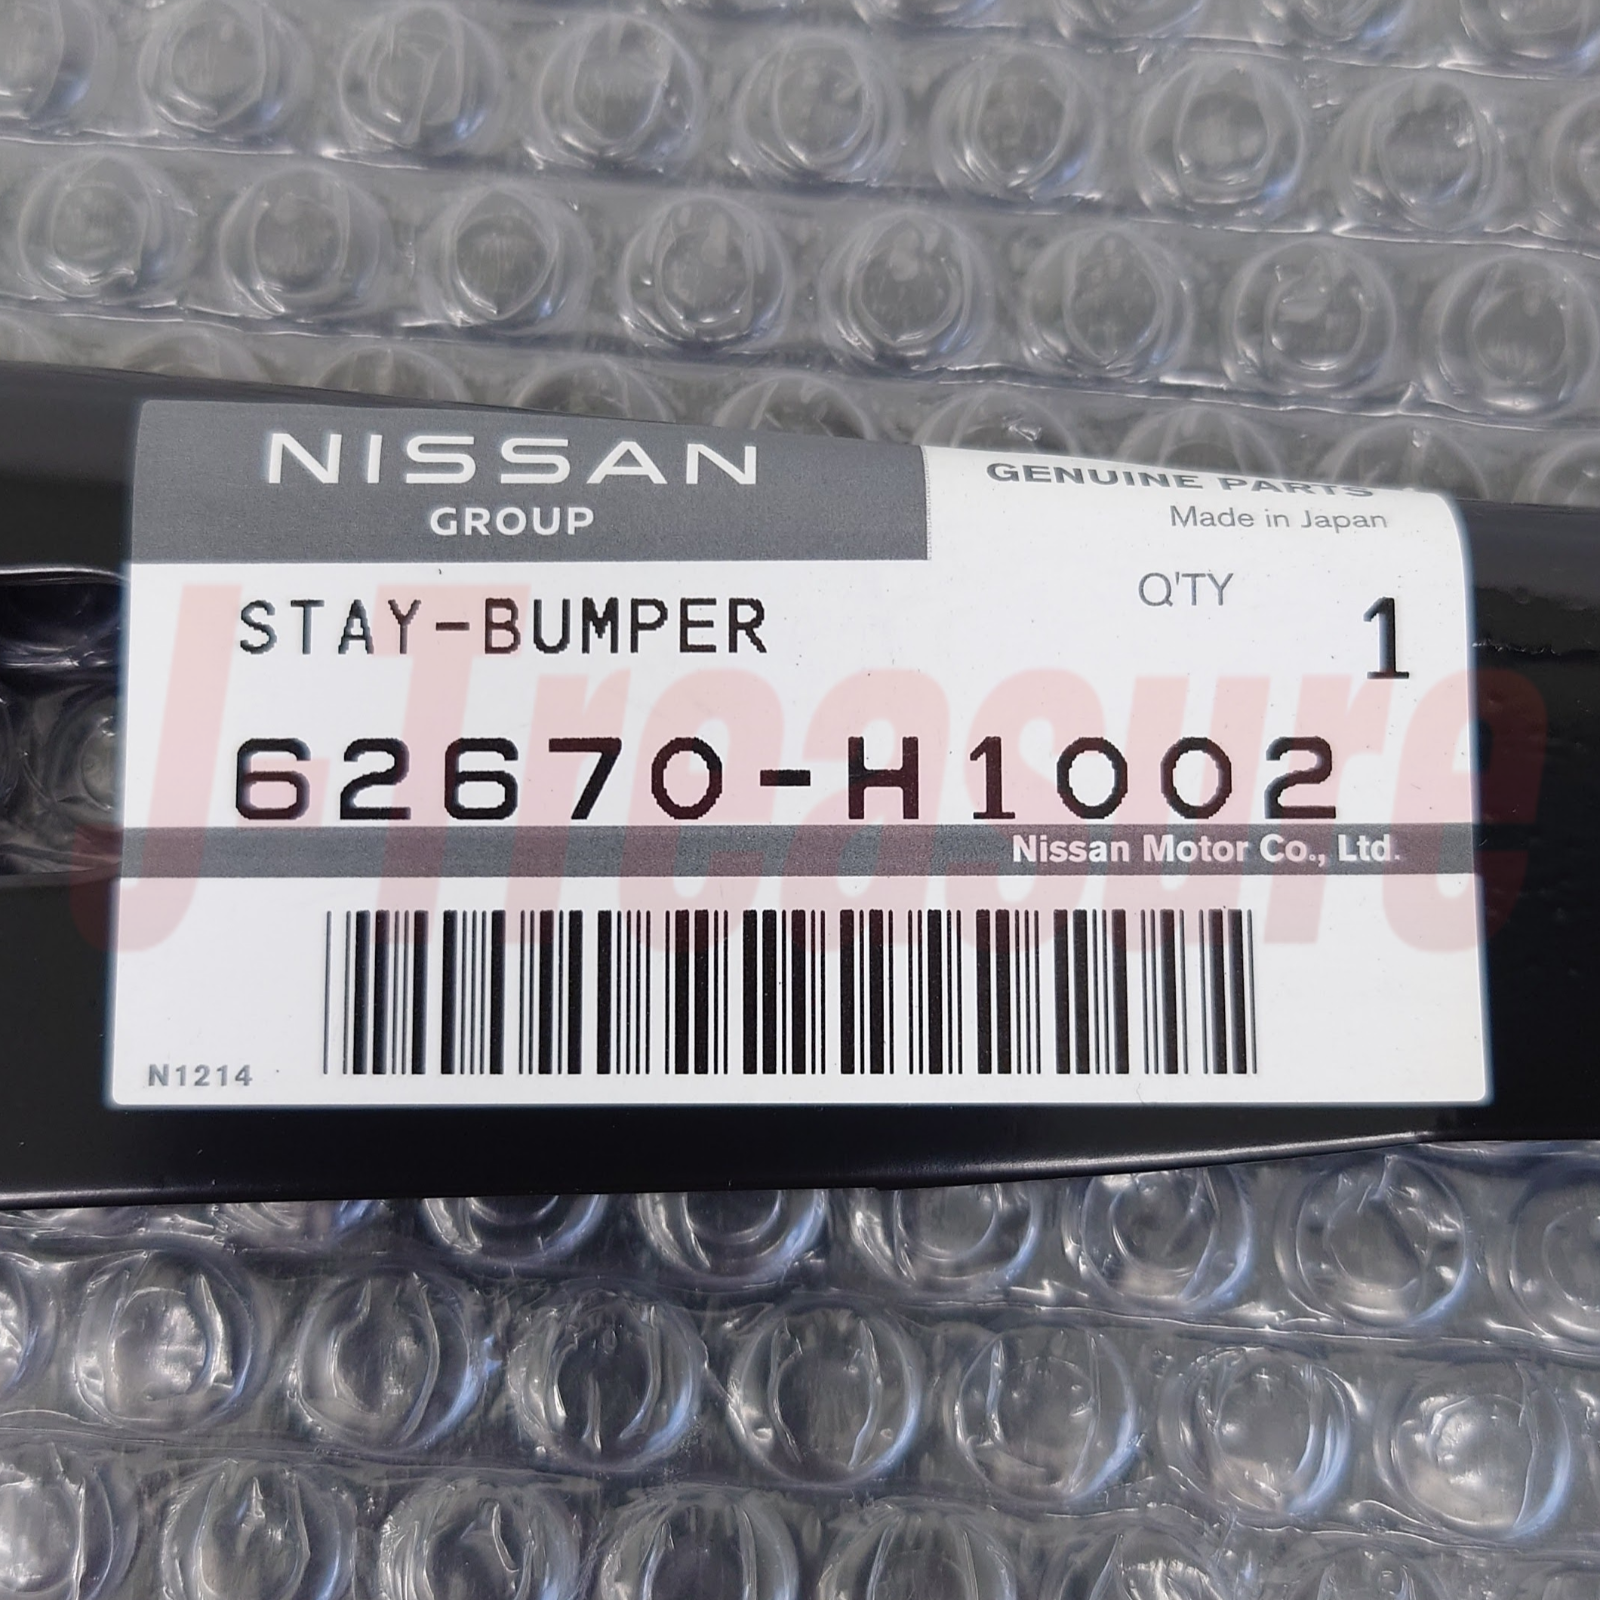 NISSAN
GROUP
GENUINE PARTS
Made in Japan
STAY-BUMPER
Q'TY
1
62670-H1002
Nissan Motor Co., Ltd.
N1214
J-Treasure